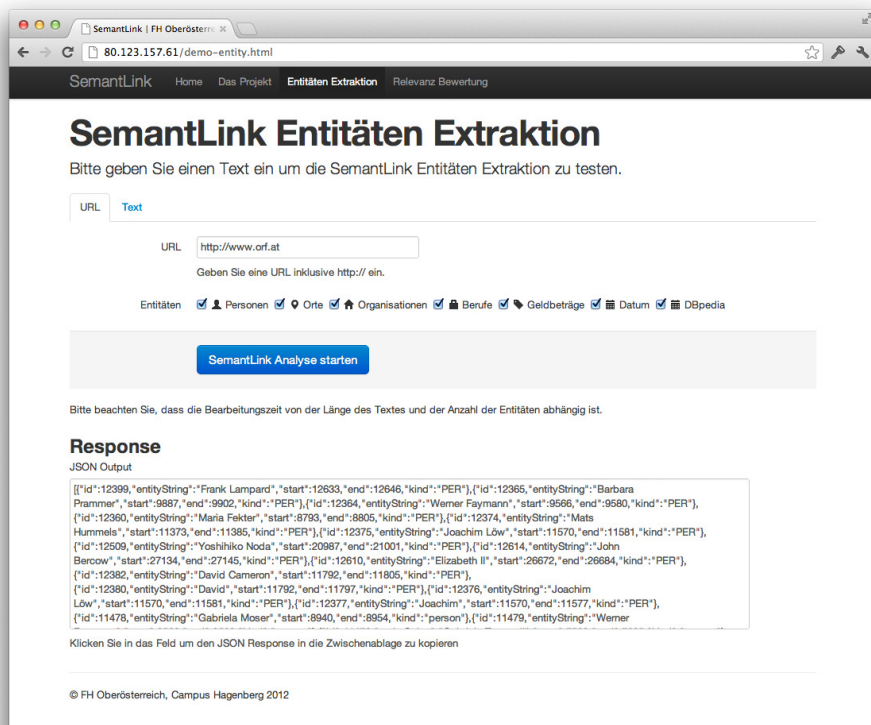 SemantLink | FH Oberösterre
80.123.157.61/demo-entity.html
SemantLink Home Das Projekt Entitäten Extraktion Relevanz Bewertung
SemantLink Entitäten Extraktion
Bitte geben Sie einen Text ein um die SemantLink Entitäten Extraktion zu testen.
URL Text
URL http://www.orf.at
Geben Sie eine URL inklusive http:// ein.
Entitäten Personen Orte Organisationen Berufe Geldbeträge Datum DBpedia
SemantLink Analyse starten
Bitte beachten Sie, dass die Bearbeitungszeit von der Länge des Textes und der Anzahl der Entitäten abhängig ist.
Response
JSON Output
[{"id":12399,"entityString":"Frank Lampard","start":12633,"end":12646,"kind":"PER"},{"id":12365,"entityString":"Barbara
Prammer","start":9887,"end":9902,"kind":"PER"},{"id":12364,"entityString":"Werner Faymann","start":9566,"end":9580,"kind":"PER"},
{"id":12360,"entityString":"Maria Fekter","start":8793,"end":8805,"kind":"PER"},{"id":12374,"entityString":"Mats
Hummels","start":11373,"end":11385,"kind":"PER"},{"id":12375,"entityString":"Joachim Löw","start":11570,"end":11581,"kind":"PER"},
{"id":12509,"entityString":"Yoshihiko Noda","start":20987,"end":21001,"kind":"PER"},{"id":12614,"entityString":"John
Bercow","start":27134,"end":27145,"kind":"PER"},{"id":12610,"entityString":"Elizabeth II","start":26672,"end":26684,"kind":"PER"},
{"id":12382,"entityString":"David Cameron","start":11792,"end":11805,"kind":"PER"},
{"id":12380,"entityString":"David","start":11792,"end":11797,"kind":"PER"},{"id":12376,"entityString":"Joachim
Löw","start":11570,"end":11581,"kind":"PER"},{"id":12377,"entityString":"Joachim","start":11570,"end":11577,"kind":"PER"},
{"id":11478,"entityString":"Gabriela Moser","start":8940,"end":8954,"kind":"person"},{"id":11479,"entityString":"Werner
Klicken Sie in das Feld um den JSON Response in die Zwischenablage zu kopieren
© FH Oberösterreich, Campus Hagenberg 2012